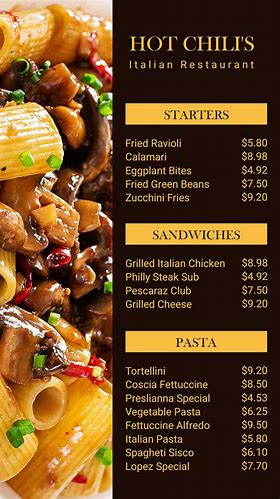 HOT CHILI'S
Italian Restaurant
STARTERS
Fried Ravioli $5.80
Calamari $8.98
Eggplant Bites $4.92
Fried Green Beans $7.50
Zucchini Fries $9.20
SANDWICHES
Grilled Italian Chicken $8.98
Philly Steak Sub $4.92
Pescaraz Club $7.50
Grilled Cheese $9.20
PASTA
Tortellini $9.20
Coscia Fettuccine $8.50
Preslianna Special $4.53
Vegetable Pasta $6.25
Fettuccine Alfredo $9.50
Italian Pasta $5.80
Spagheti Sisco $6.10
Lopez Special $7.70